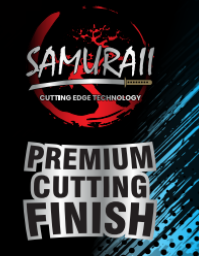 SAMURAII
CUTTING EDGE TECHNOLOGY
PREMIUM
CUTTING
FINISH